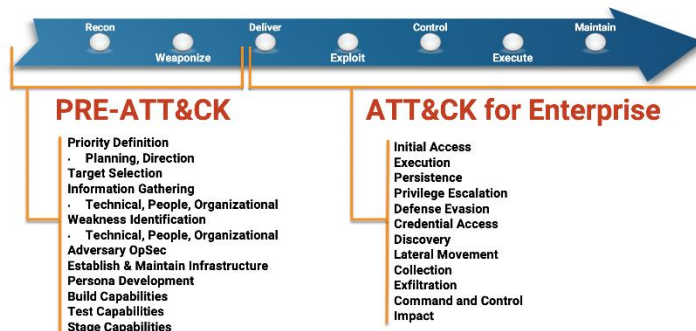 Recon
Weaponize
Deliver
Exploit
Control
Execute
Maintain
PRE-ATT&CK
Priority Definition
· Planning, Direction
Target Selection
Information Gathering
· Technical, People, Organizational
Weakness Identification
· Technical, People, Organizational
Adversary OpSec
Establish & Maintain Infrastructure
Persona Development
Build Capabilities
Test Capabilities
Stage Capabilities
ATT&CK for Enterprise
Initial Access
Execution
Persistence
Privilege Escalation
Defense Evasion
Credential Access
Discovery
Lateral Movement
Collection
Exfiltration
Command and Control
Impact